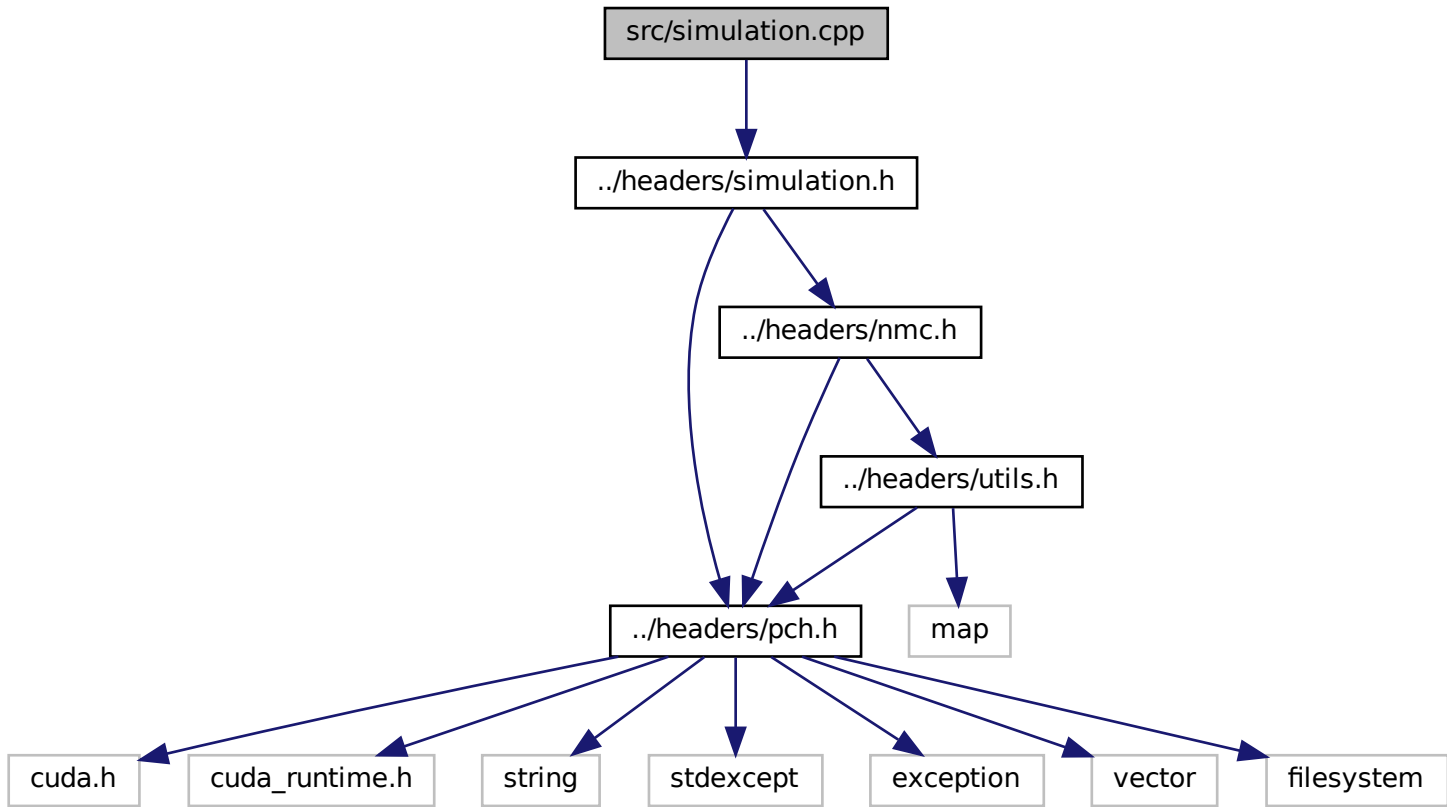 src/simulation.cpp
../headers/simulation.h
../headers/nmc.h
../headers/utils.h
../headers/pch.h
map
cuda.h
cuda_runtime.h
string
stdexcept
exception
vector
filesystem